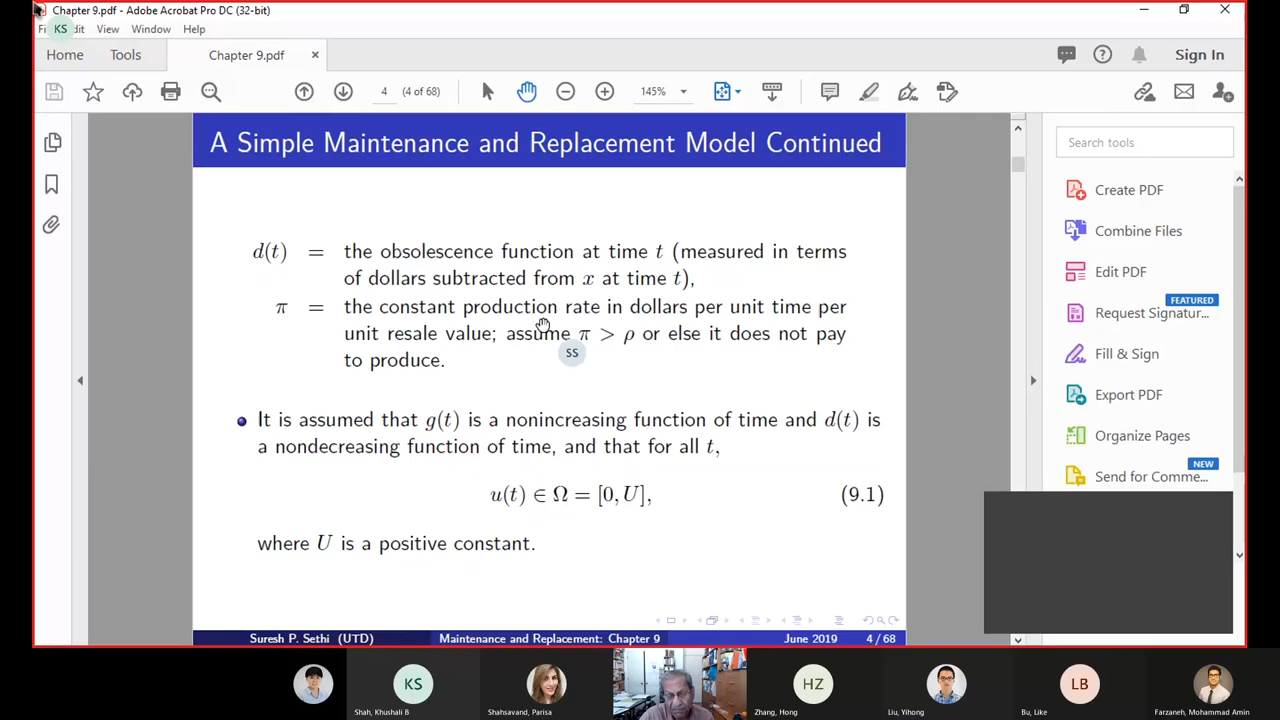 Chapter 9.pdf - Adobe Acrobat Pro DC (32-bit)
KS
View Window Help
Home Tools Chapter 9.pdf × Sign In
4 (4 of 68) 145%
A Simple Maintenance and Replacement Model Continued
Search tools
Create PDF
Combine Files
Edit PDF
FEATURED
Request Signatur...
Fill & Sign
Export PDF
Organize Pages
NEW
Send for Comme...
d(t) = the obsolescence function at time t (measured in terms
of dollars subtracted from x at time t),
π = the constant production rate in dollars per unit time per
unit resale value; assume π > ρ or else it does not pay
SS
to produce.
It is assumed that g(t) is a nonincreasing function of time and d(t) is
a nondecreasing function of time, and that for all t,
u(t) ∈ Ω = [0, U], (9.1)
where U is a positive constant.
Suresh P. Sethi (UTD) Maintenance and Replacement: Chapter 9 June 2019 4 / 68
KS HZ LB
Shah, Khushali B Shahsavand, Parisa Zhang, Hong Liu, Yihong Bu, Like Farzaneh, Mohammad Amin